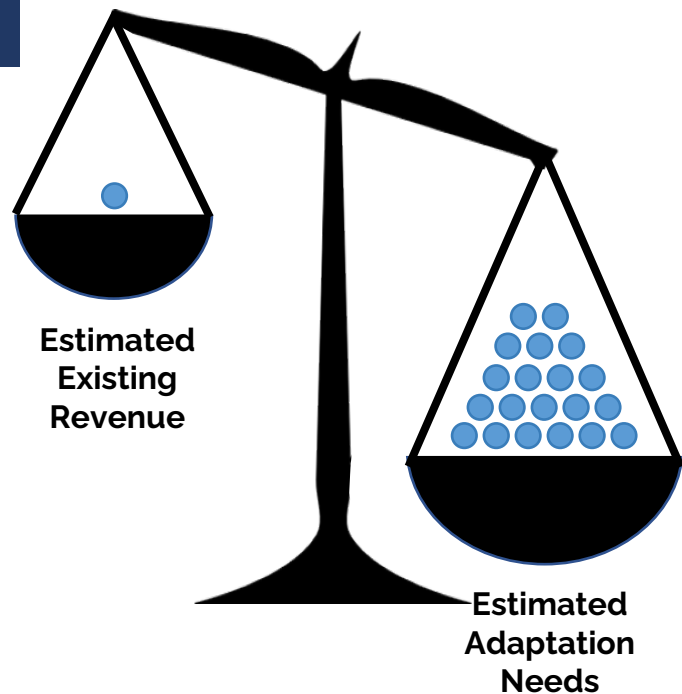 Estimated
Existing
Revenue
Estimated
Adaptation
Needs